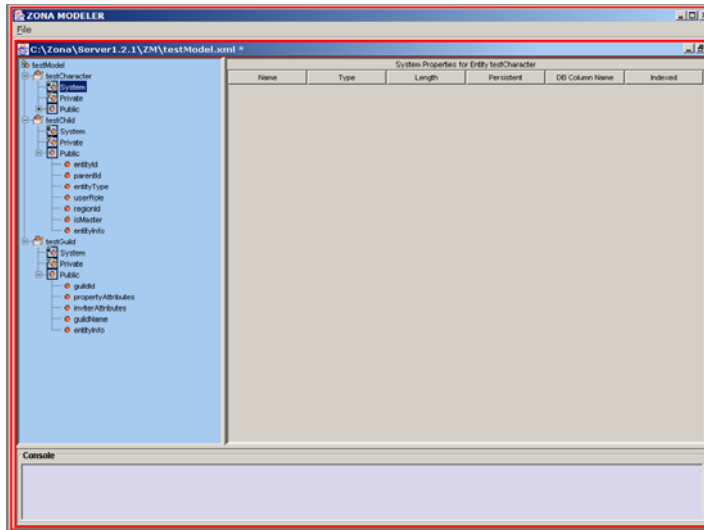 ZONA MODELER
File
C:\Zona\Server1.2.1\ZM\testModel.xml *
testModel
testCharacter
System
Private
Public
testChild
System
Private
Public
entityId
parentId
entityType
userRole
regionId
isMaster
entityInfo
testGuild
System
Private
Public
guildId
propertyAttributes
inviterAttributes
guildName
entityInfo
System Properties for Entity testCharacter
Name Type Length Persistent DB Column Name Indexed
Console